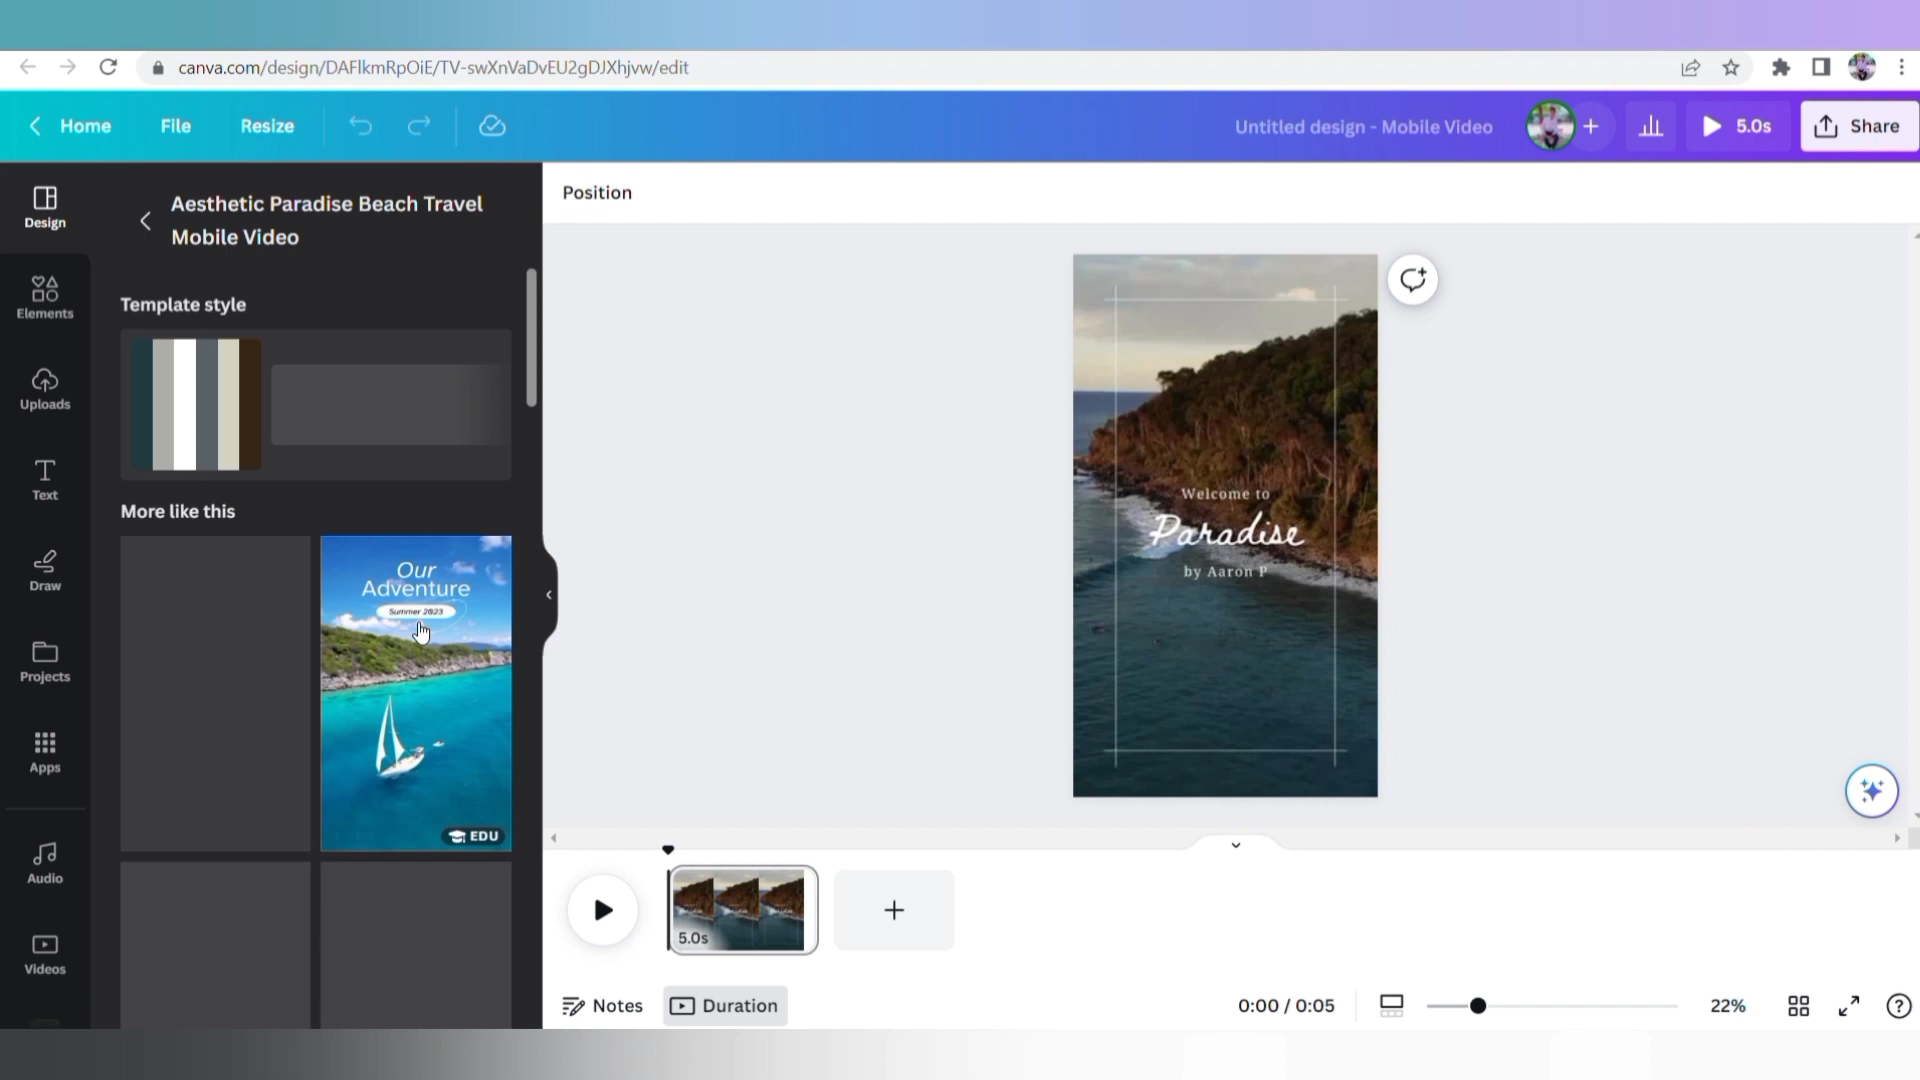 canva.com/design/DAFlkmRpOiE/TV-swXnVaDvEU2gDJXhjvw/edit
Home
File
Resize
Untitled design - Mobile Video
5.0s
Share
Design
Elements
Uploads
Text
Draw
Projects
Apps
Audio
Videos
Aesthetic Paradise Beach Travel
Mobile Video
Template style
More like this
Our
Adventure
Summer 2023
EDU
Position
Welcome to
Paradise
by Aaron P
5.0s
Notes
Duration
0:00 / 0:05
22%